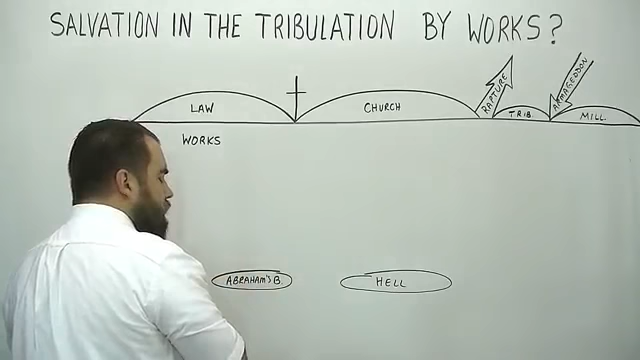 SALVATION IN THE TRIBULATION BY WORKS?
LAW
CHURCH
RAPTURE
TRIB.
ARMAGEDDON
MILL.
WORKS
ABRAHAM'S B.
HELL